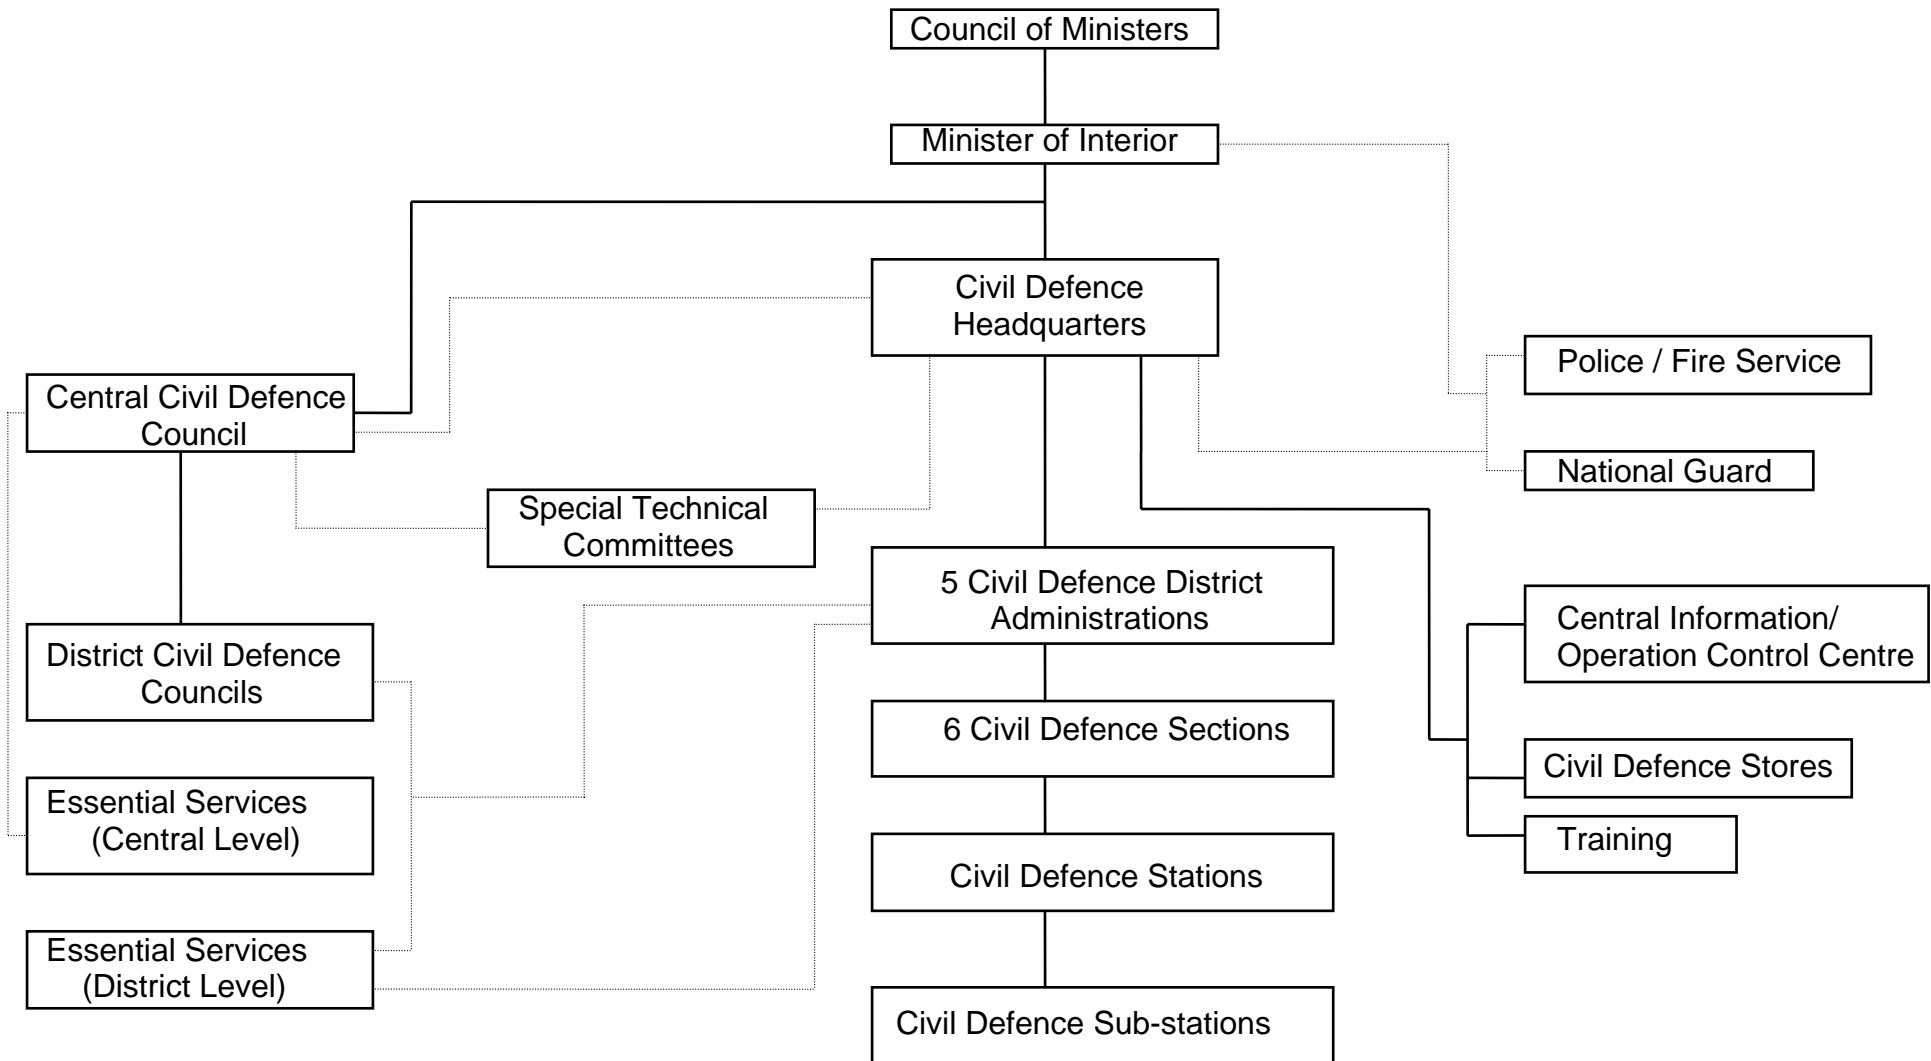 Council of Ministers
Minister of Interior
Civil Defence
Headquarters
Police / Fire Service
Central Civil Defence
Council
National Guard
Special Technical
Committees
5 Civil Defence District
Administrations
Central Information/
Operation Control Centre
District Civil Defence
Councils
6 Civil Defence Sections
Civil Defence Stores
Essential Services
(Central Level)
Training
Civil Defence Stations
Essential Services
(District Level)
Civil Defence Sub-stations